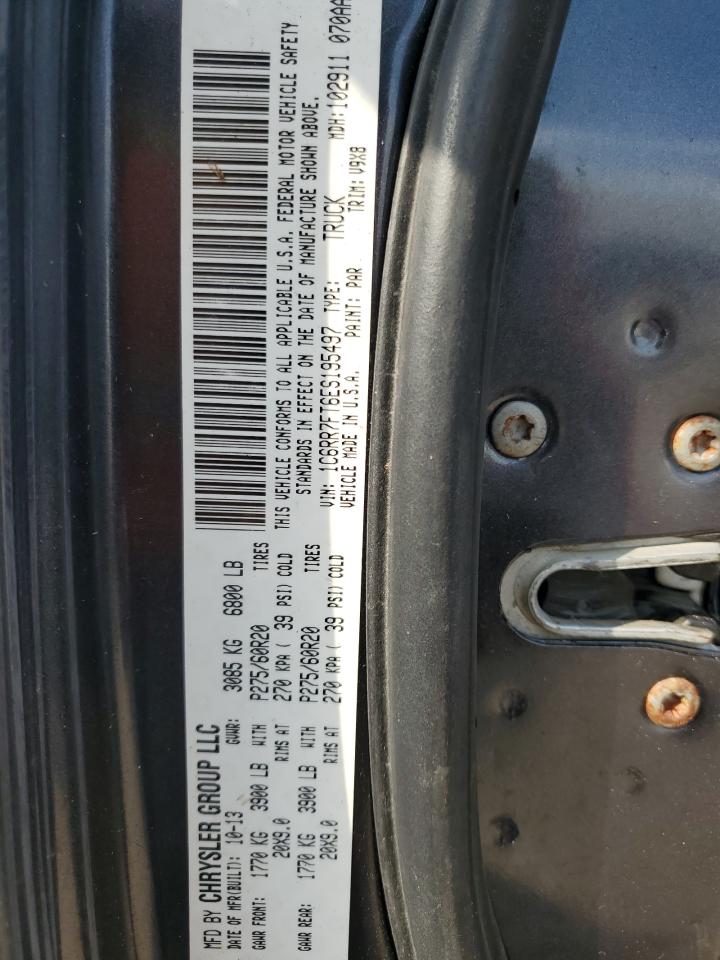 MFD BY CHRYSLER GROUP LLC
DATE OF MFR(BUILT): 10-13 GVWR: 3085 KG 6800 LB
GAWR FRONT: 1770 KG 3900 LB WITH P275/60R20 TIRES
20X9.0 RIMS AT 270 KPA ( 39 PSI) COLD
GAWR REAR: 1770 KG 3900 LB WITH P275/60R20 TIRES
20X9.0 RIMS AT 270 KPA ( 39 PSI) COLD
THIS VEHICLE CONFORMS TO ALL APPLICABLE U.S.A. FEDERAL MOTOR VEHICLE SAFETY
STANDARDS IN EFFECT ON THE DATE OF MANUFACTURE SHOWN ABOVE.
VIN: 1C6RR7FT6ES195497 TYPE: TRUCK MDH:102911 070AA
VEHICLE MADE IN U.S.A. PAINT: PAR TRIM: V9X8